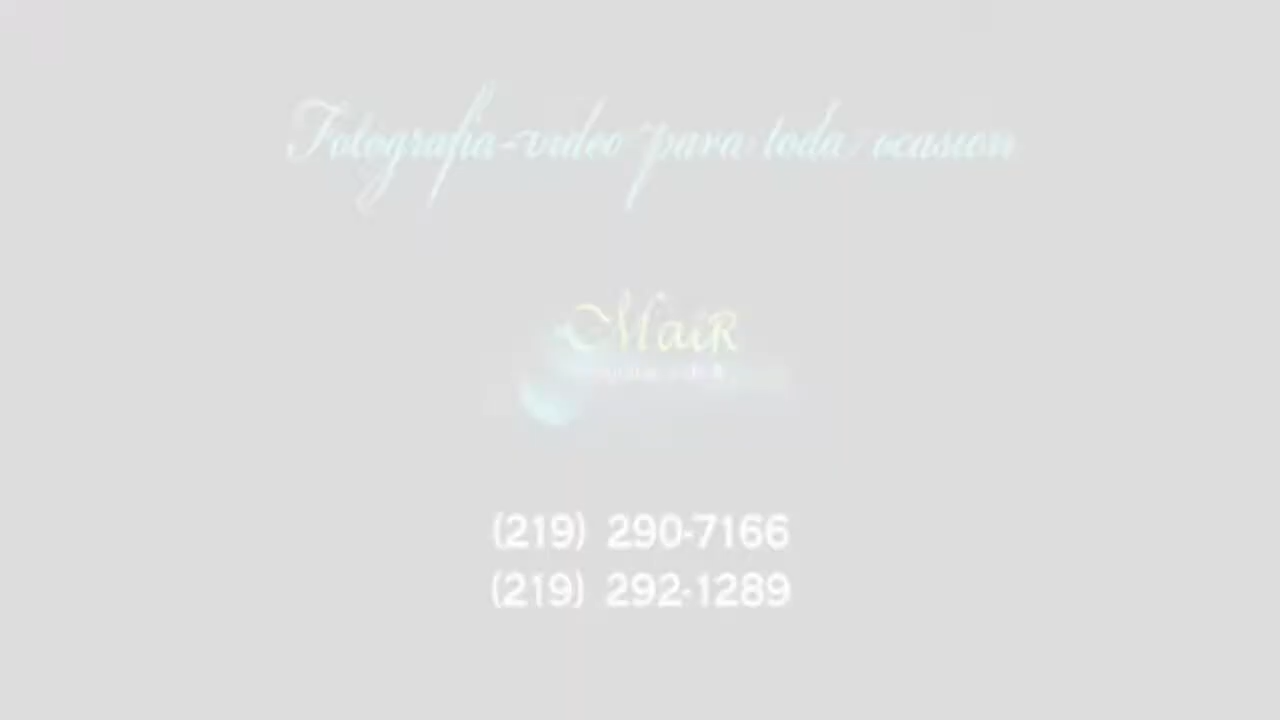 Fotografia-video para toda ocasion
MaiR
(219) 290-7166
(219) 292-1289